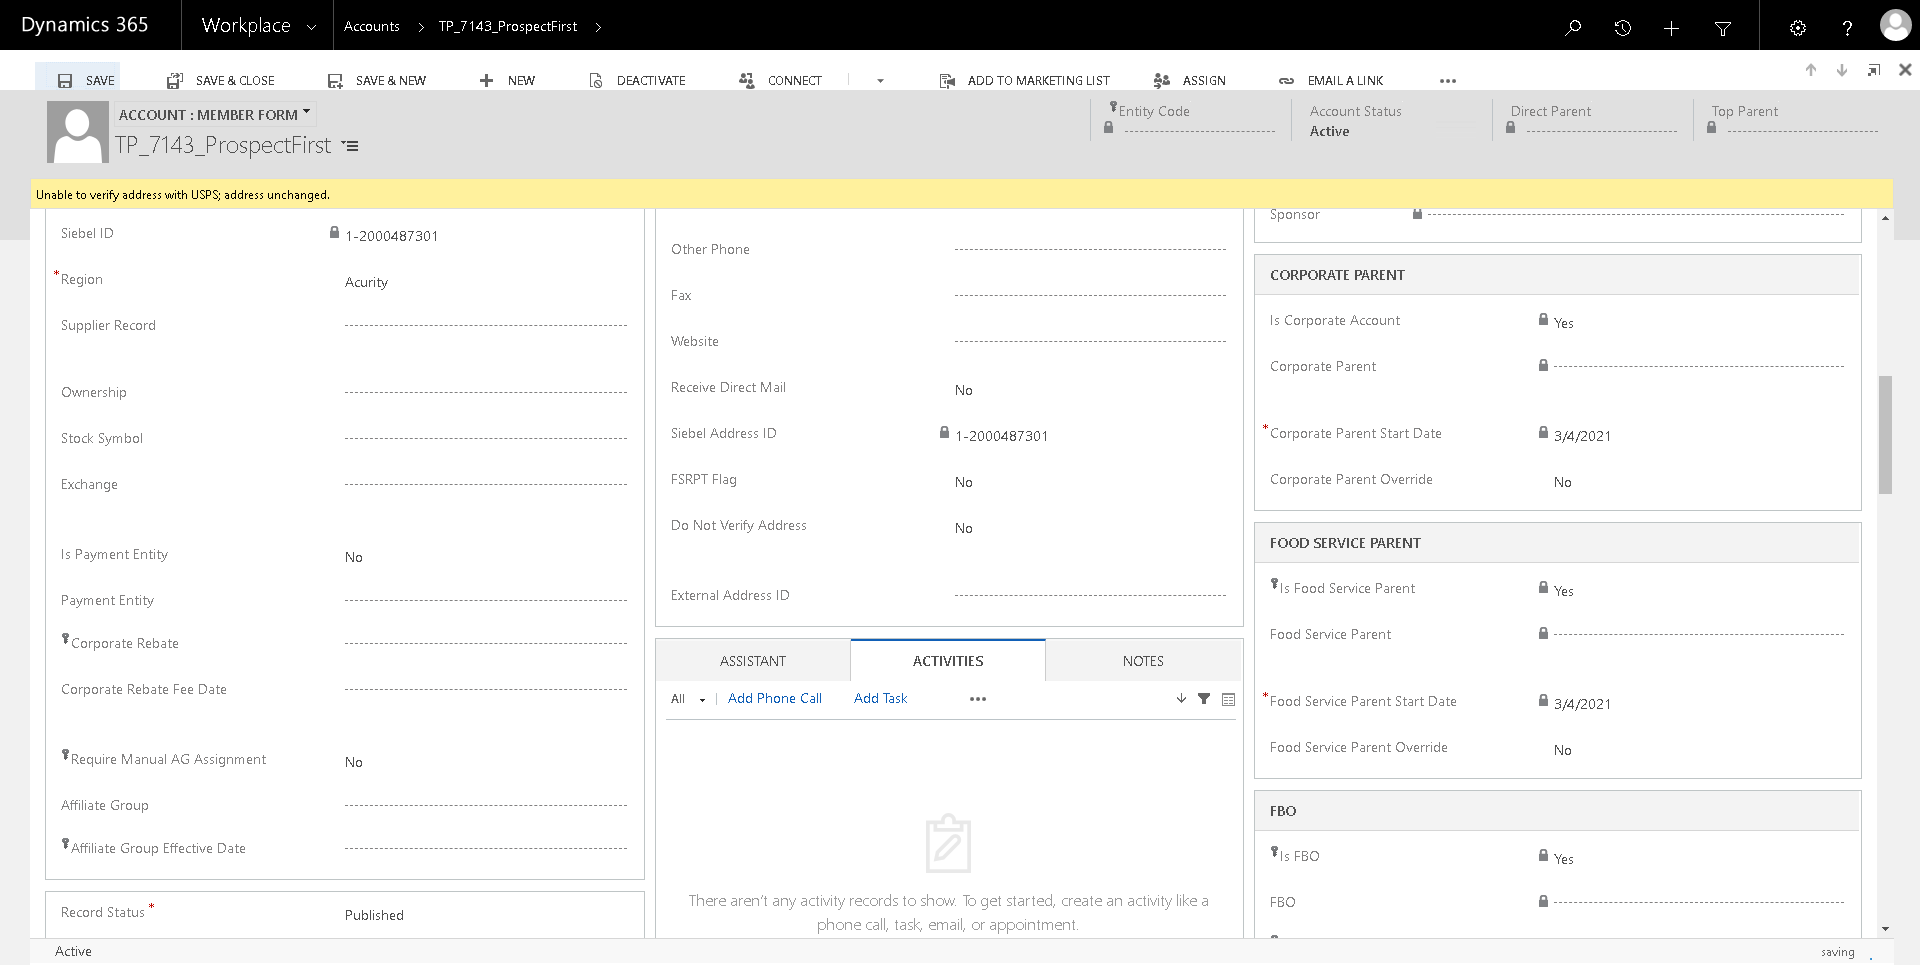 Dynamics 365
Workplace
Accounts
TP_7143_ProspectFirst
?
SAVE
SAVE & CLOSE
SAVE & NEW
NEW
DEACTIVATE
CONNECT
ADD TO MARKETING LIST
ASSIGN
EMAIL A LINK
ACCOUNT : MEMBER FORM
TP_7143_ProspectFirst
Entity Code
Account Status
Active
Direct Parent
Top Parent
Unable to verify address with USPS; address unchanged.
Siebel ID
1-2000487301
*Region
Acurity
Supplier Record
Ownership
Stock Symbol
Exchange
Is Payment Entity
No
Payment Entity
Corporate Rebate
Corporate Rebate Fee Date
Require Manual AG Assignment
No
Affiliate Group
Affiliate Group Effective Date
Record Status *
Published
Other Phone
Fax
Website
Receive Direct Mail
No
Siebel Address ID
1-2000487301
FSRPT Flag
No
Do Not Verify Address
No
External Address ID
ASSISTANT
ACTIVITIES
NOTES
All
Add Phone Call
Add Task
There aren't any activity records to show. To get started, create an activity like a
phone call, task, email, or appointment.
Sponsor
CORPORATE PARENT
Is Corporate Account
Yes
Corporate Parent
*Corporate Parent Start Date
3/4/2021
Corporate Parent Override
No
FOOD SERVICE PARENT
Is Food Service Parent
Yes
Food Service Parent
*Food Service Parent Start Date
3/4/2021
Food Service Parent Override
No
FBO
Is FBO
Yes
FBO
Active
saving